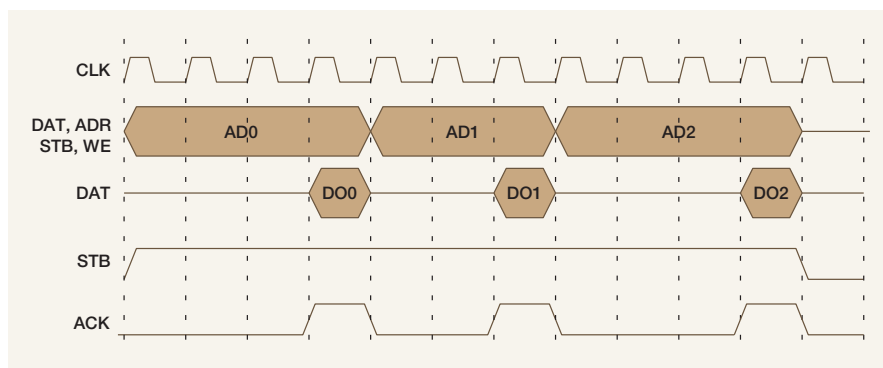 CLK
DAT, ADR
STB, WE
AD0
AD1
AD2
DAT
DO0
DO1
DO2
STB
ACK